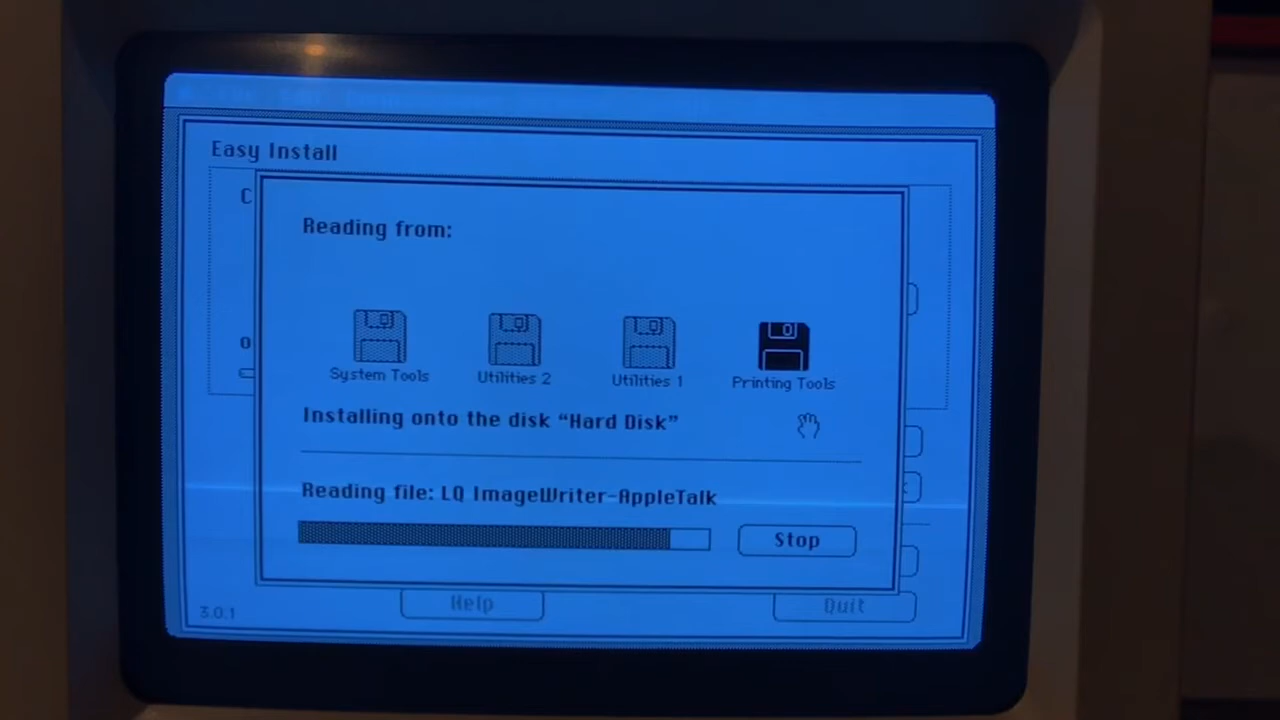 Easy Install
C
Reading from:
o
System Tools
Utilities 2
Utilities 1
Printing Tools
Installing onto the disk “Hard Disk”
Reading file: LQ ImageWriter-AppleTalk
Stop
Help
Quit
3.0.1